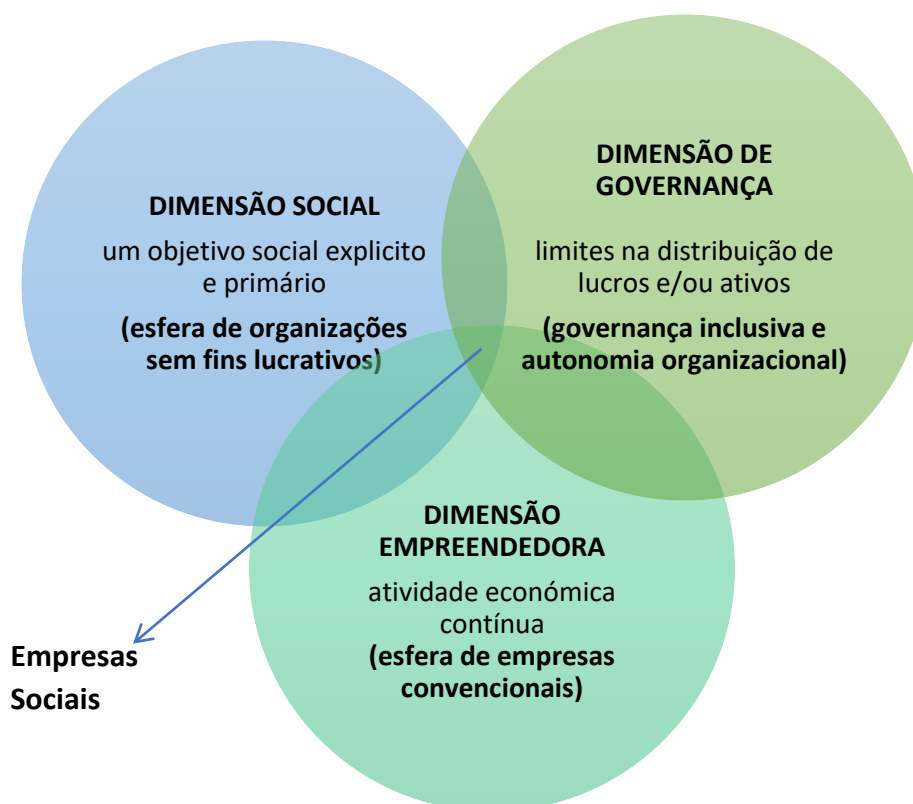 DIMENSÃO SOCIAL
um objetivo social explicito
e primário
(esfera de organizações
sem fins lucrativos)
DIMENSÃO DE
GOVERNANÇA
limites na distribuição de
lucros e/ou ativos
(governança inclusiva e
autonomia organizacional)
DIMENSÃO
EMPREENDEDORA
atividade económica
contínua
(esfera de empresas
convencionais)
Empresas
Sociais